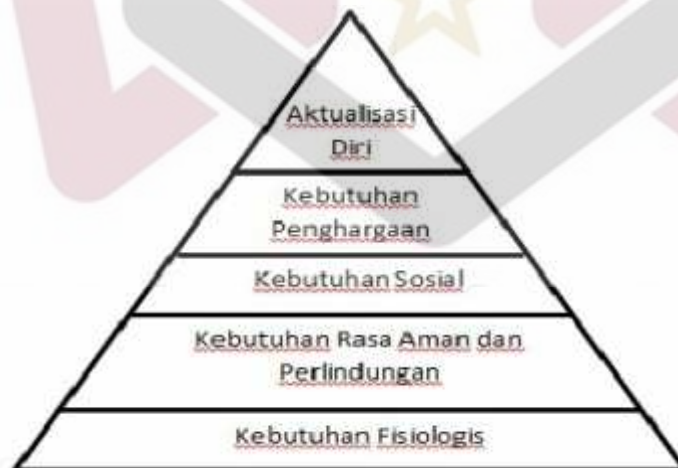 Aktualisasi
Diri
Kebutuhan
Penghargaan
Kebutuhan Sosial
Kebutuhan Rasa Aman dan
Perlindungan
Kebutuhan Fisiologis